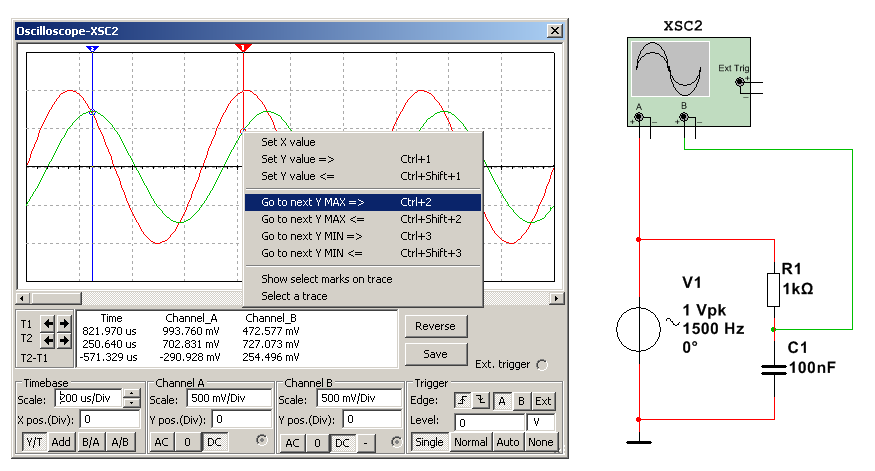 Oscilloscope-XSC2
2
1
Set X value
Set Y value => Ctrl+1
Set Y value <= Ctrl+Shift+1
Go to next Y MAX => Ctrl+2
Go to next Y MAX <= Ctrl+Shift+2
Go to next Y MIN => Ctrl+3
Go to next Y MIN <= Ctrl+Shift+3
Show select marks on trace
Select a trace
T1
T2
T2-T1
Time Channel_A Channel_B
821.970 us 993.760 mV 472.577 mV
250.640 us 702.831 mV 727.073 mV
-571.329 us -290.928 mV 254.496 mV
Reverse
Save
Ext. trigger
Timebase
Scale: 200 us/Div
X pos.(Div): 0
Y/T Add B/A A/B
Channel A
Scale: 500 mV/Div
Y pos.(Div): 0
AC 0 DC
Channel B
Scale: 500 mV/Div
Y pos.(Div): 0
AC 0 DC -
Trigger
Edge: A B Ext
Level: 0 V
Single Normal Auto None
XSC2
Ext Trig
+
-
A B
+ - + -
R1
1kΩ
V1
1 Vpk
1500 Hz
0°
C1
100nF